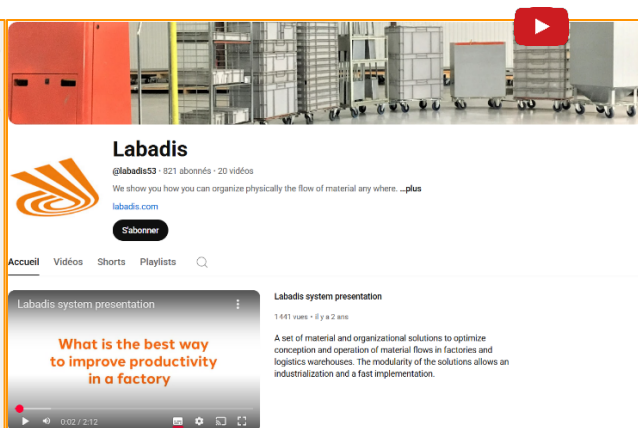 Labadis
@labadis53 · 821 abonnés · 20 vidéos
We show you how you can organize physically the flow of material any where. ...plus
labadis.com
S'abonner
Accueil Vidéos Shorts Playlists
Labadis system presentation
What is the best way
to improve productivity
in a factory
0:02 / 2:12
Labadis system presentation
1 441 vues • il y a 2 ans
A set of material and organizational solutions to optimize
conception and operation of material flows in factories and
logistics warehouses. The modularity of the solutions allows an
industrialization and a fast implementation.